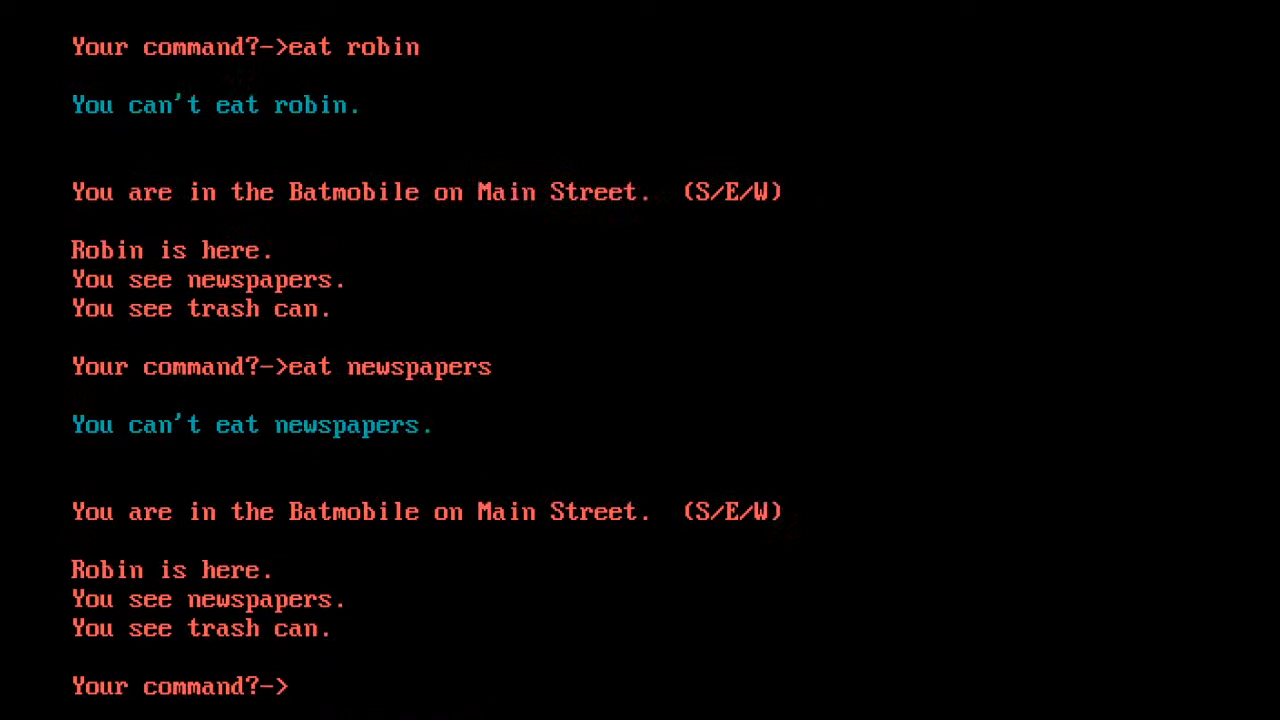 Your command?->eat robin
You can't eat robin.
You are in the Batmobile on Main Street.  (S/E/W)
Robin is here.
You see newspapers.
You see trash can.
Your command?->eat newspapers
You can't eat newspapers.
You are in the Batmobile on Main Street.  (S/E/W)
Robin is here.
You see newspapers.
You see trash can.
Your command?->